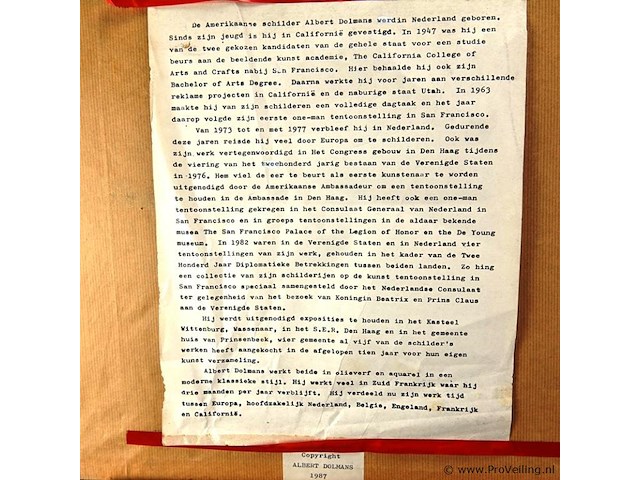 De Amerikaanse schilder Albert Dolmans werdin Nederland geboren.
Sinds zijn jeugd is hij in Californië gevestigd. In 1947 was hij een
van de twee gekozen kandidaten van de gehele staat voor een studie
beurs aan de beeldende kunst academie, The California College of
Arts and Crafts nabij San Francisco. Hier behaalde hij ook zijn
Bachelor of Arts Degree. Daarna werkte hij voor jaren aan verschillende
reklame projecten in Californië en de naburige staat Utah. In 1963
maakte hij van zijn schilderen een volledige dagtaak en het jaar
daarop volgde zijn eerste one-man tentoonstelling in San Francisco.
Van 1973 tot en met 1977 verbleef hij in Nederland. Gedurende
deze jaren reisde hij veel door Europa om te schilderen. Ook was
zijn werk vertegenwoordigd in Het Congress gebouw in Den Haag tijdens
de viering van het tweehonderd jarig bestaan van de Verenigde Staten
in 1976. Hem viel de eer te beurt als eerste kunstenaar te worden
uitgenodigd door de Amerikaanse Ambassadeur om een tentoonstelling
te houden in de Ambassade in Den Haag. Hij heeft ook een one-man
tentoonstelling gekregen in het Consulaat Generaal van Nederland in
San Francisco en in groeps tentoonstellingen in de aldaar bekende
musea The San Francisco Palace of the Legion of Honor en the De Young
museum. In 1982 waren in de Verenigde Staten en in Nederland vier
tentoonstellingen van zijn werk, gehouden in het kader van de Twee
Honderd Jaar Diplomatieke Betrekkingen tussen beiden landen. Zo hing
een collectie van zijn schilderijen op de kunst tentoonstelling in
San Francisco speciaal samengesteld door het Nederlandse Consulaat
ter gelegenheid van het bezoek van Koningin Beatrix en Prins Claus
aan de Verenigde Staten.
Hij werdt uitgenodigd exposities te houden in het Kasteel
Wittenburg, Wassenaar, in het S.E.R. Den Haag en in het gemeente
huis van Prinsenbeek, wier gemeente al vijf van de schilder's
werken heeft aangekocht in de afgelopen tien jaar voor hun eigen
kunst verzameling.
Albert Dolmans werkt beide in olieverf en aquarel in een
moderne klassieke stijl. Hij werkt veel in Zuid Frankrijk waar hij
drie maanden per jaar verblijft. Hij verdeeld nu zijn werk tijd
tussen Europa, hoofdzakelijk Nederland, Belgie, Engeland, Frankrijk
en Californië.
Copyright
ALBERT DOLMANS
1987
© www.ProVeiling.nl